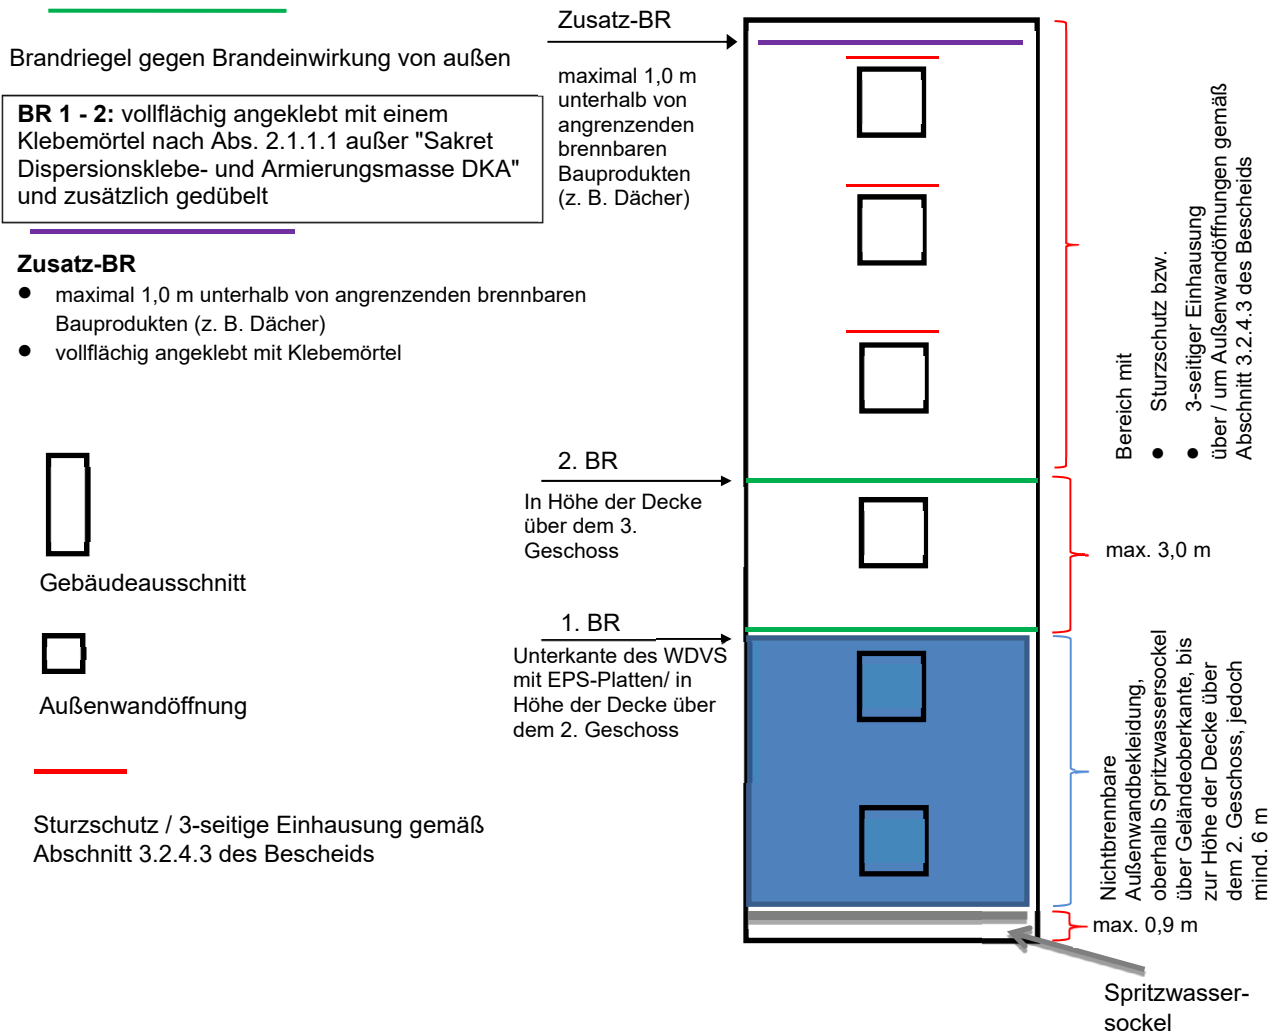 Brandriegel gegen Brandeinwirkung von außen
BR 1 - 2: vollflächig angeklebt mit einem
Klebemörtel nach Abs. 2.1.1.1 außer "Sakret
Dispersionsklebe- und Armierungsmasse DKA"
und zusätzlich gedübelt
Zusatz-BR
● maximal 1,0 m unterhalb von angrenzenden brennbaren
Bauprodukten (z. B. Dächer)
● vollflächig angeklebt mit Klebemörtel
Gebäudeausschnitt
Außenwandöffnung
Sturzschutz / 3-seitige Einhausung gemäß
Abschnitt 3.2.4.3 des Bescheids
Zusatz-BR
maximal 1,0 m
unterhalb von
angrenzenden
brennbaren
Bauprodukten
(z. B. Dächer)
2. BR
In Höhe der Decke
über dem 3.
Geschoss
1. BR
Unterkante des WDVS
mit EPS-Platten/ in
Höhe der Decke über
dem 2. Geschoss
Bereich mit
● Sturzschutz bzw.
● 3-seitiger Einhausung
über / um Außenwandöffnungen gemäß
Abschnitt 3.2.4.3 des Bescheids
max. 3,0 m
Nichtbrennbare
Außenwandbekleidung,
oberhalb Spritzwassersockel
über Geländeoberkante, bis
zur Höhe der Decke über
dem 2. Geschoss, jedoch
mind. 6 m
max. 0,9 m
Spritzwasser-
sockel